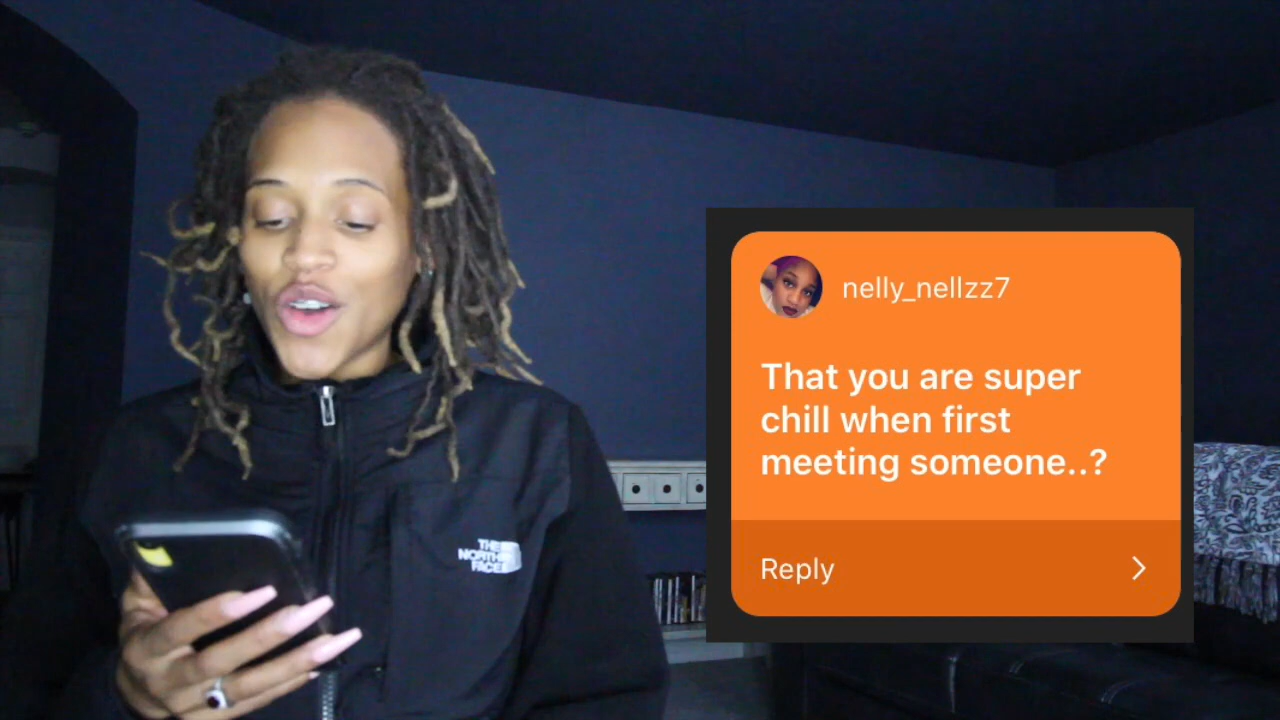 nelly_nellzz7
That you are super
chill when first
meeting someone..?
Reply
THE
NORTH
FACE